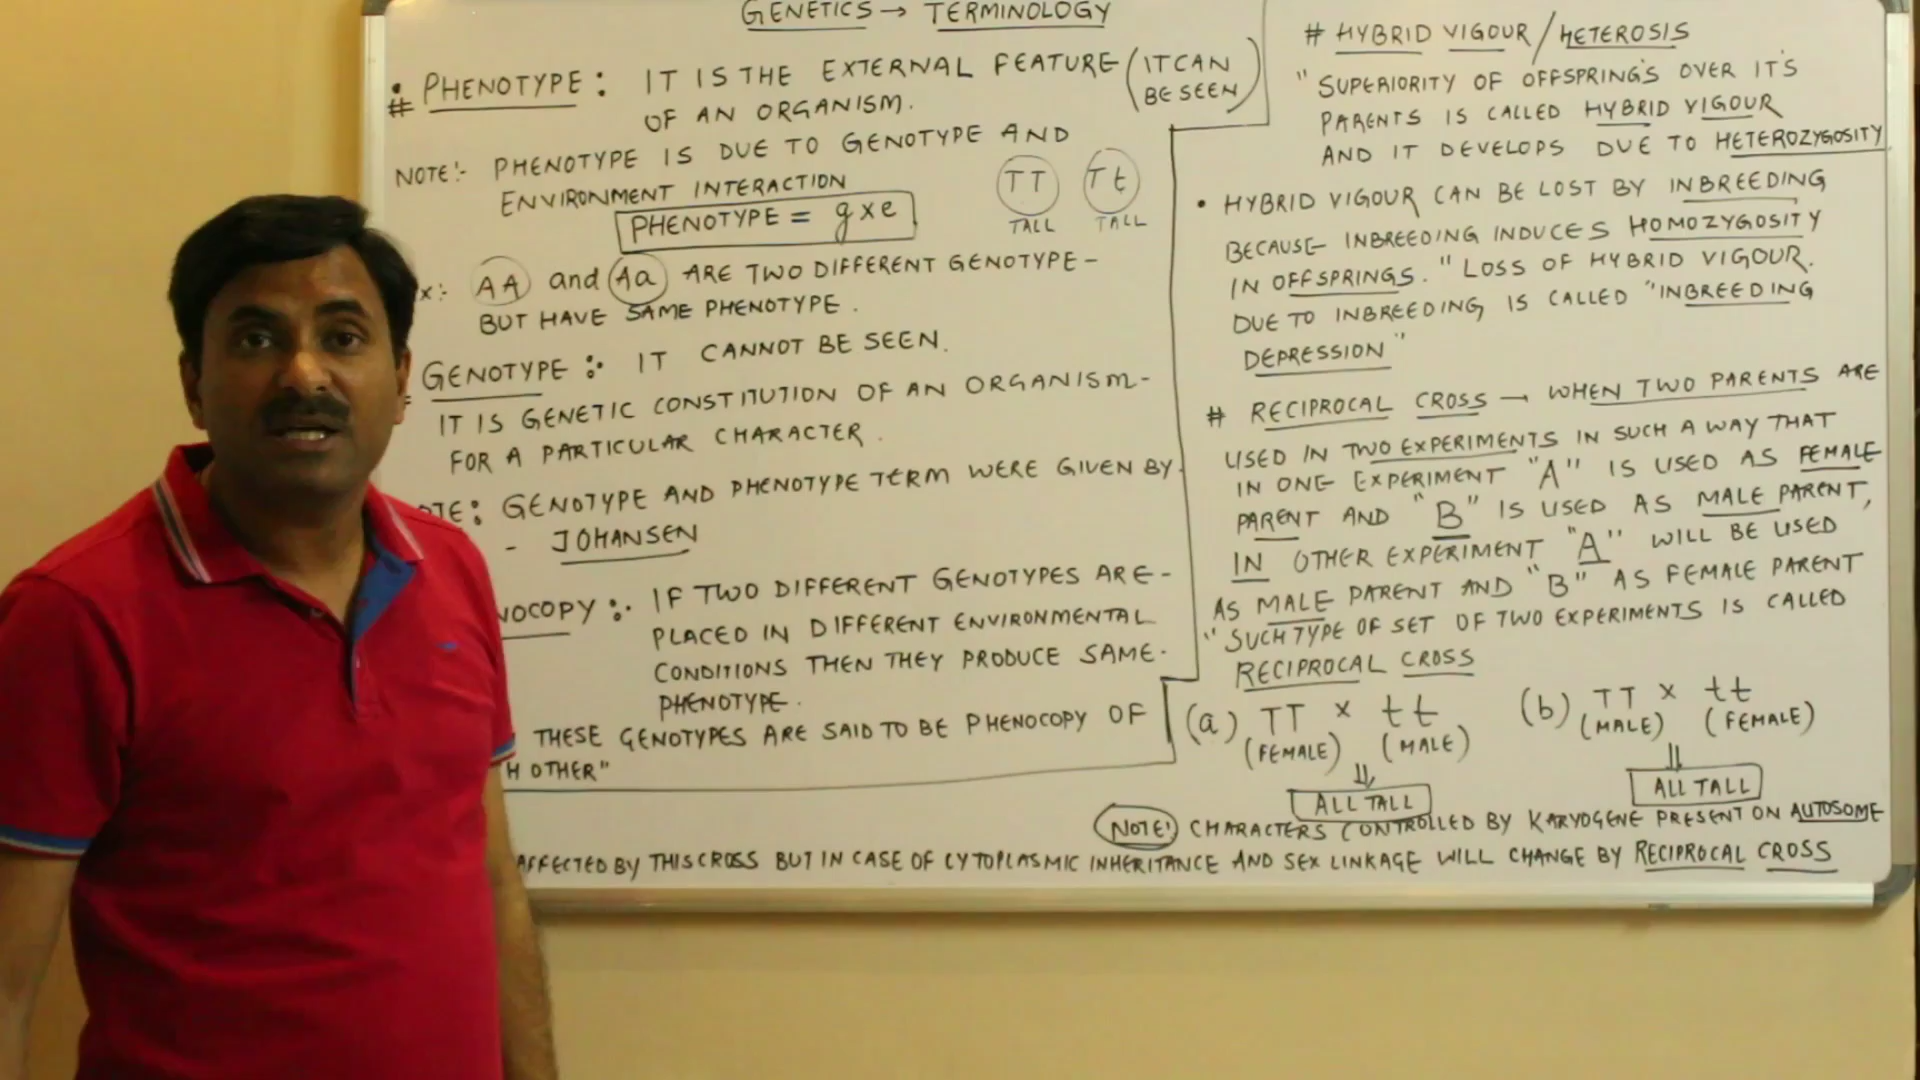 GENETICS → TERMINOLOGY
# PHENOTYPE : IT IS THE EXTERNAL FEATURE (IT CAN BE SEEN)
OF AN ORGANISM.
NOTE:- PHENOTYPE IS DUE TO GENOTYPE AND
ENVIRONMENT INTERACTION
PHENOTYPE = g x e
TT Tt
TALL TALL
x:- AA and Aa ARE TWO DIFFERENT GENOTYPE -
BUT HAVE SAME PHENOTYPE .
GENOTYPE :- IT CANNOT BE SEEN.
IT IS GENETIC CONSTITUTION OF AN ORGANISM -
FOR A PARTICULAR CHARACTER .
OTE: GENOTYPE AND PHENOTYPE TERM WERE GIVEN BY
- JOHANSEN
NOCOPY :- IF TWO DIFFERENT GENOTYPES ARE -
PLACED IN DIFFERENT ENVIRONMENTAL
CONDITIONS THEN THEY PRODUCE SAME -
PHENOTYPE .
THESE GENOTYPES ARE SAID TO BE PHENOCOPY OF
H OTHER"
# HYBRID VIGOUR / HETEROSIS
" SUPERIORITY OF OFFSPRING'S OVER IT'S
PARENTS IS CALLED HYBRID VIGOUR
AND IT DEVELOPS DUE TO HETEROZYGOSITY
• HYBRID VIGOUR CAN BE LOST BY INBREEDING
BECAUSE INBREEDING INDUCES HOMOZYGOSITY
IN OFFSPRINGS. " LOSS OF HYBRID VIGOUR.
DUE TO INBREEDING IS CALLED "INBREEDING
DEPRESSION"
# RECIPROCAL CROSS → WHEN TWO PARENTS ARE
USED IN TWO EXPERIMENTS IN SUCH A WAY THAT
IN ONE EXPERIMENT "A" IS USED AS FEMALE
PARENT AND "B" IS USED AS MALE PARENT,
IN OTHER EXPERIMENT "A" WILL BE USED
AS MALE PARENT AND "B" AS FEMALE PARENT
" SUCH TYPE OF SET OF TWO EXPERIMENTS IS CALLED
RECIPROCAL CROSS
(a) TT x tt (b) TT x tt
(FEMALE) (MALE) (MALE) (FEMALE)
⇓ ⇓
ALL TALL ALL TALL
NOTE: CHARACTERS CONTROLLED BY KARYOGENE PRESENT ON AUTOSOME
AFFECTED BY THIS CROSS BUT IN CASE OF CYTOPLASMIC INHERITANCE AND SEX LINKAGE WILL CHANGE BY RECIPROCAL CROSS